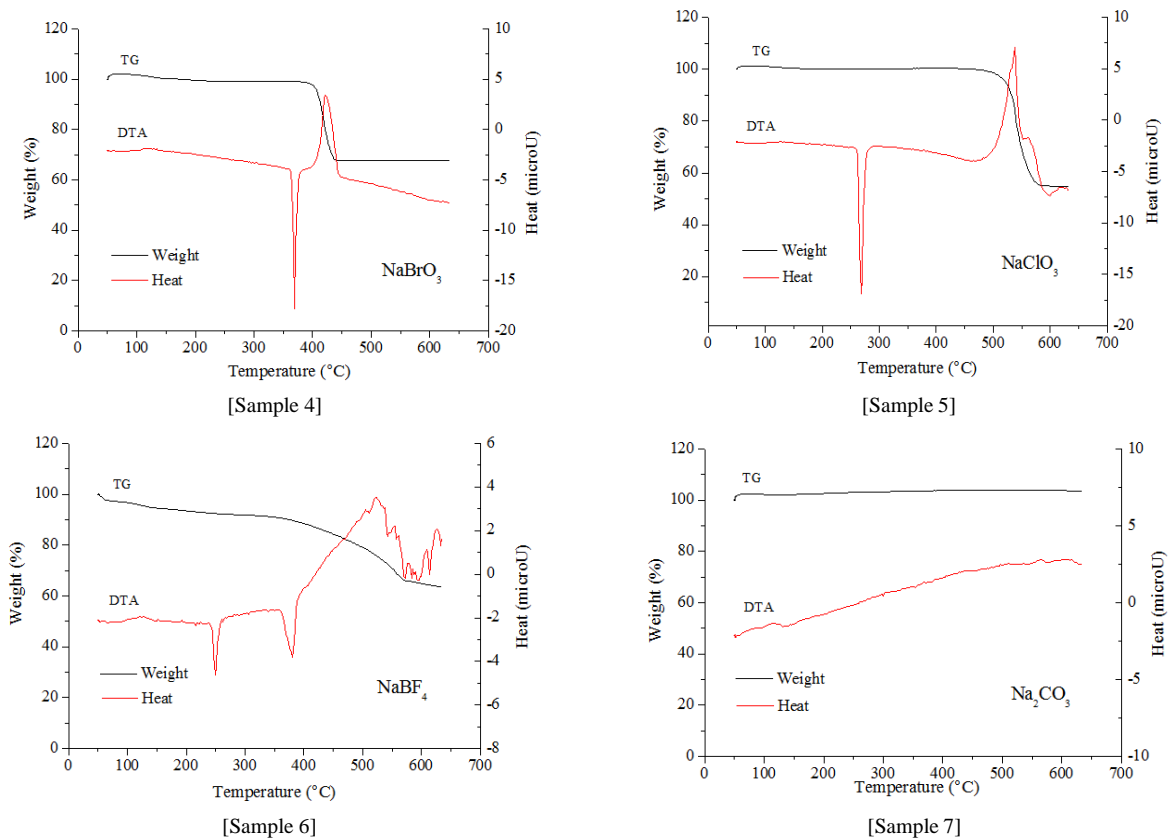 120
100
80
60
40
20
0
Weight (%)
TG
DTA
Weight
Heat
NaBrO₃
10
5
0
-5
-10
-15
-20
Heat (microU)
0 100 200 300 400 500 600 700
Temperature (°C)
[Sample 4]
120
100
80
60
40
20
Weight (%)
TG
DTA
Weight
Heat
NaClO₃
10
5
0
-5
-10
-15
-20
Heat (microU)
0 100 200 300 400 500 600 700
Temperature (°C)
[Sample 5]
120
100
80
60
40
20
0
Weight (%)
TG
DTA
Weight
Heat
NaBF₄
6
4
2
0
-2
-4
-6
-8
Heat (microU)
0 100 200 300 400 500 600 700
Temperature (°C)
[Sample 6]
120
100
80
60
40
20
0
Weight (%)
TG
DTA
Weight
Heat
Na₂CO₃
10
5
0
-5
-10
Heat (microU)
0 100 200 300 400 500 600 700
Temperature (°C)
[Sample 7]